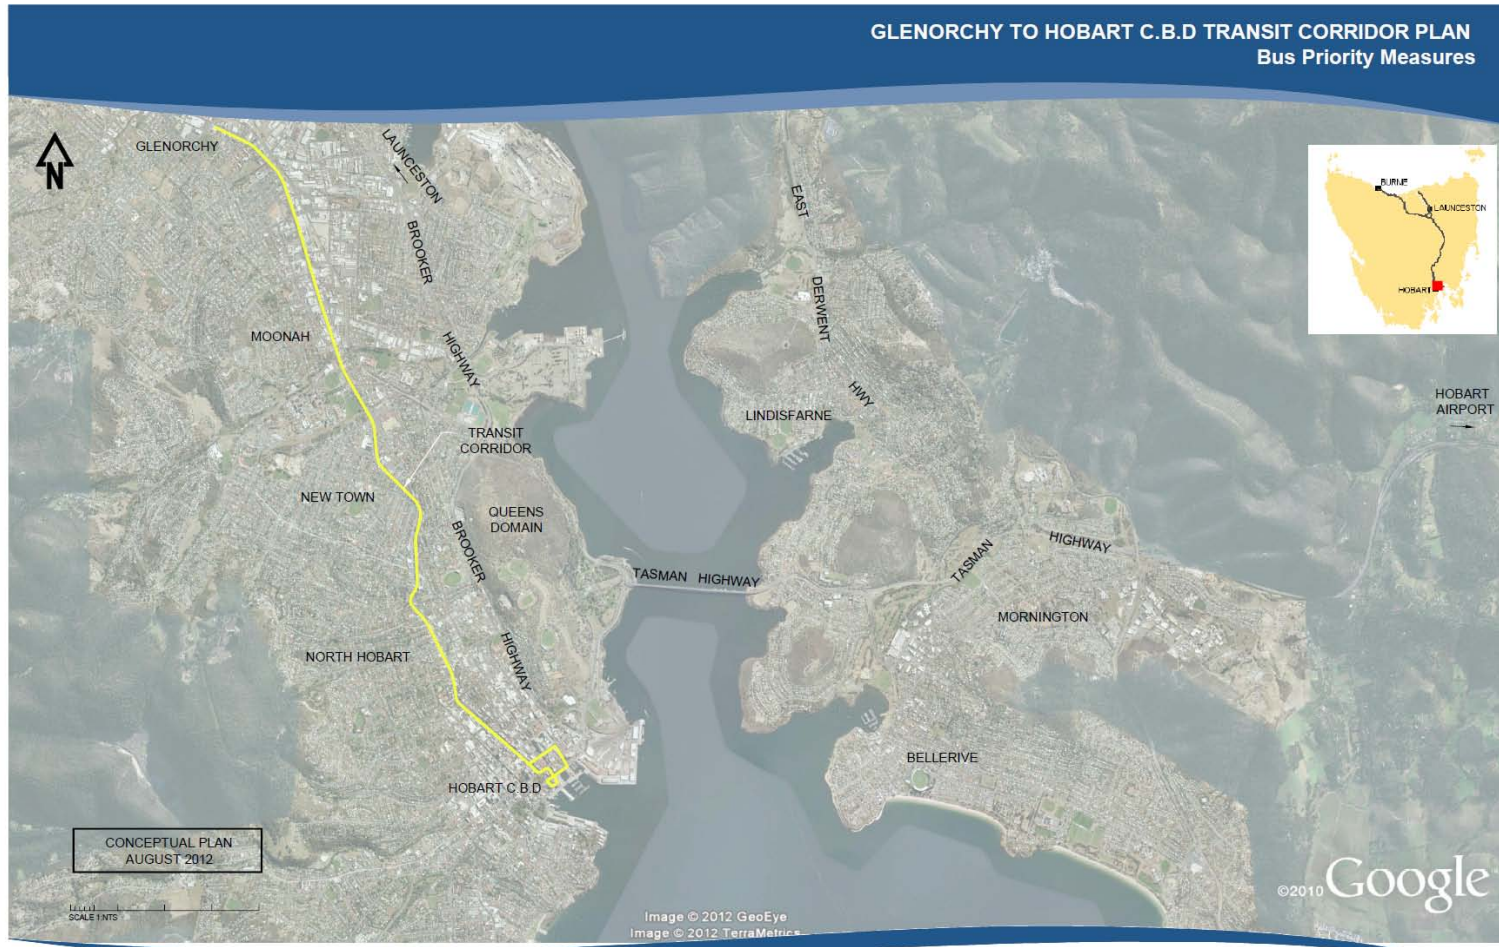 GLENORCHY TO HOBART C.B.D TRANSIT CORRIDOR PLAN
Bus Priority Measures
GLENORCHY
N
LAUNCESTON
BROOKER
HIGHWAY
EAST
DERWENT
HWY
BURNIE
LAUNCESTON
HOBART
MOONAH
LINDISFARNE
HOBART
AIRPORT
TRANSIT
CORRIDOR
NEW TOWN
QUEENS
DOMAIN
BROOKER
HIGHWAY
TASMAN HIGHWAY
TASMAN
HIGHWAY
MORNINGTON
NORTH HOBART
BELLERIVE
HOBART C B D
CONCEPTUAL PLAN
AUGUST 2012
SCALE 1:NTS
©2010 Google
Image © 2012 GeoEye
Image © 2012 TerraMetrics